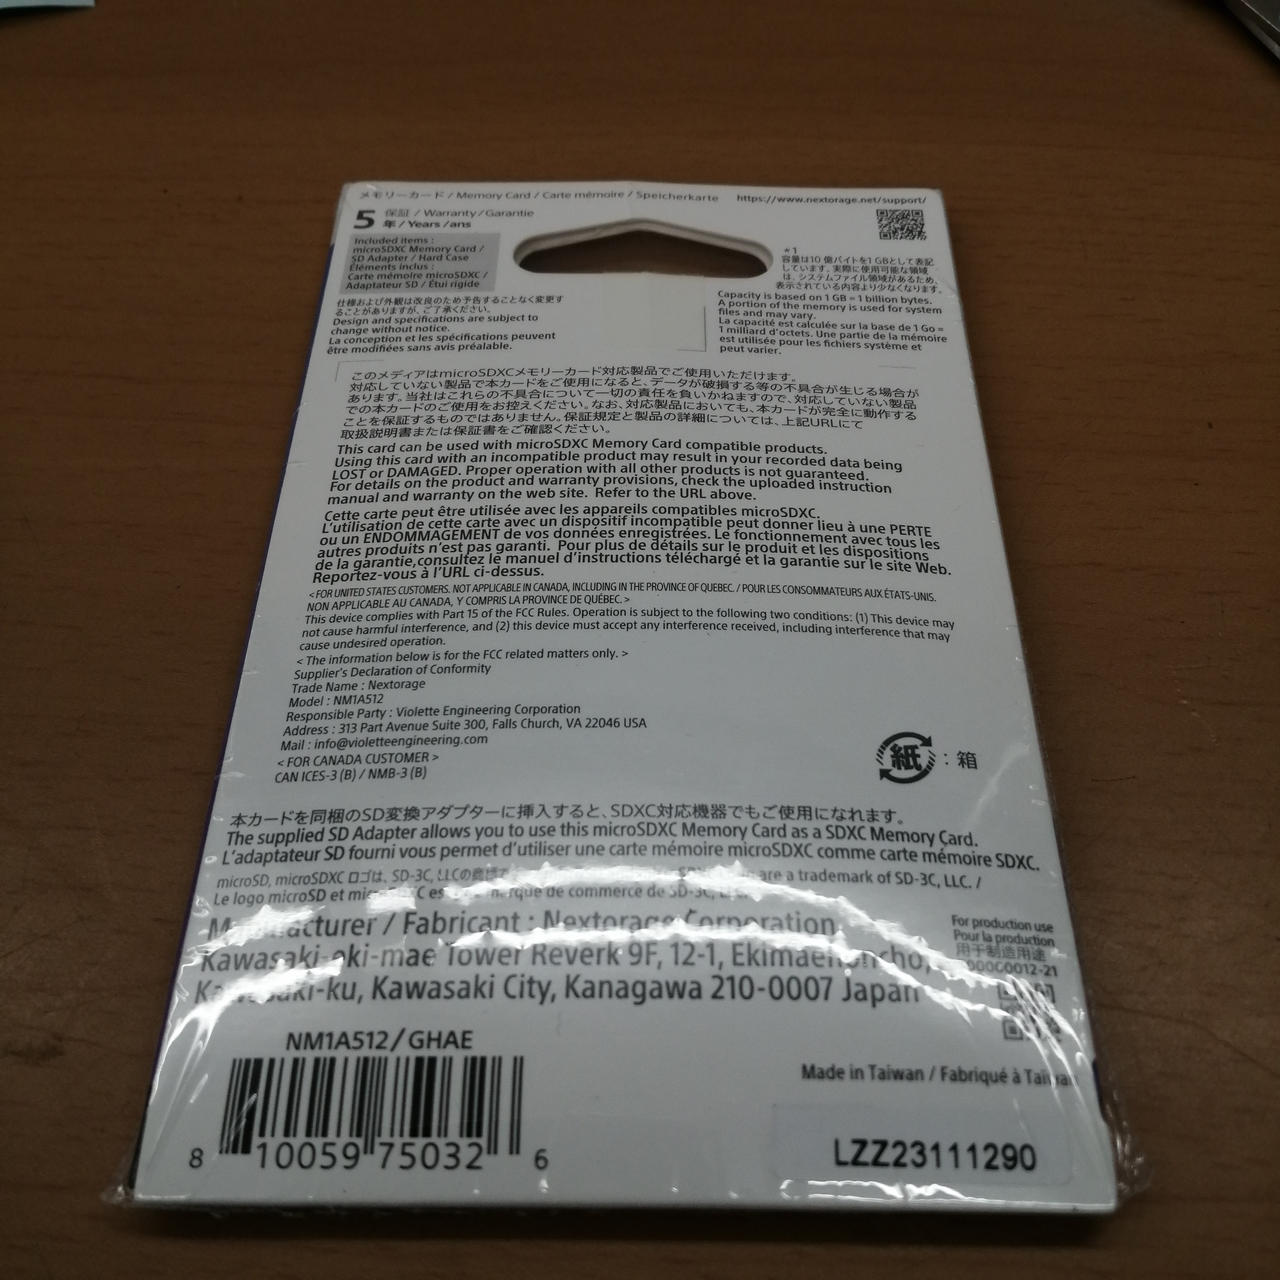 メモリーカード / Memory Card / Carte mémoire / Speicherkarte
https://www.nextorage.net/support/
5 保証 / Warranty / Garantie
年 / Years / ans
Included items :
microSDXC Memory Card /
SD Adapter / Hard Case
Éléments inclus :
Carte mémoire microSDXC /
Adaptateur SD / Étui rigide
仕様および外観は改良のため予告することなく変更す
ることがありますが、ご了承ください。
Design and specifications are subject to
change without notice.
La conception et les spécifications peuvent
être modifiées sans avis préalable.
*1
容量は10 億バイトを1 GBとして表記
しています。実際に使用可能な領域
は、システムファイル領域があるため、
表示されている内容より少なくなります。
Capacity is based on 1 GB = 1 billion bytes.
A portion of the memory is used for system
files and may vary.
La capacité est calculée sur la base de 1 Go =
1 milliard d'octets. Une partie de la mémoire
est utilisée pour les fichiers système et
peut varier.
このメディアはmicroSDXCメモリーカード対応製品でご使用いただけます。
対応していない製品で本カードをご使用になると、データが破損する等の不具合が生じる場合が
あります。当社はこれらの不具合について一切の責任を負いかねますので、対応していない製品
での本カードのご使用をお控えください。なお、対応製品においても、本カードが完全に動作する
ことを保証するものではありません。保証規定と製品の詳細については、上記URLにて
取扱説明書または保証書をご確認ください。
This card can be used with microSDXC Memory Card compatible products.
Using this card with an incompatible product may result in your recorded data being
LOST or DAMAGED. Proper operation with all other products is not guaranteed.
For details on the product and warranty provisions, check the uploaded instruction
manual and warranty on the web site. Refer to the URL above.
Cette carte peut être utilisée avec les appareils compatibles microSDXC.
L'utilisation de cette carte avec un dispositif incompatible peut donner lieu à une PERTE
ou un ENDOMMAGEMENT de vos données enregistrées. Le fonctionnement avec tous les
autres produits n'est pas garanti. Pour plus de détails sur le produit et les dispositions
de la garantie,consultez le manuel d'instructions téléchargé et la garantie sur le site Web.
Reportez-vous à l'URL ci-dessus.
< FOR UNITED STATES CUSTOMERS. NOT APPLICABLE IN CANADA, INCLUDING IN THE PROVINCE OF QUEBEC. / POUR LES CONSOMMATEURS AUX ÉTATS-UNIS.
NON APPLICABLE AU CANADA, Y COMPRIS LA PROVINCE DE QUÉBEC. >
This device complies with Part 15 of the FCC Rules. Operation is subject to the following two conditions: (1) This device may
not cause harmful interference, and (2) this device must accept any interference received, including interference that may
cause undesired operation.
< The information below is for the FCC related matters only. >
Supplier's Declaration of Conformity
Trade Name : Nextorage
Model : NM1A512
Responsible Party : Violette Engineering Corporation
Address : 313 Part Avenue Suite 300, Falls Church, VA 22046 USA
Mail : info@violetteengineering.com
< FOR CANADA CUSTOMER >
CAN ICES-3 (B) / NMB-3 (B)
紙 : 箱
本カードを同梱のSD変換アダプターに挿入すると、SDXC対応機器でもご使用になれます。
The supplied SD Adapter allows you to use this microSDXC Memory Card as a SDXC Memory Card.
L'adaptateur SD fourni vous permet d'utiliser une carte mémoire microSDXC comme carte mémoire SDXC.
microSD, microSDXC ロゴは、SD-3C, LLCの商標 are a trademark of SD-3C, LLC. /
Le logo microSD et microSDXC marque de commerce de SD-3C,
Manufacturer / Fabricant : Nextorage Corporation
Kawasaki-eki-mae Tower Reverk 9F, 12-1, Ekimaehoncho,
Kawasaki-ku, Kawasaki City, Kanagawa 210-0007 Japan
For production use
Pour la production
用于制造用途
NM1A512 / GHAE
Made in Taiwan / Fabriqué à Taiwan
8 10059 75032 6
LZZ23111290